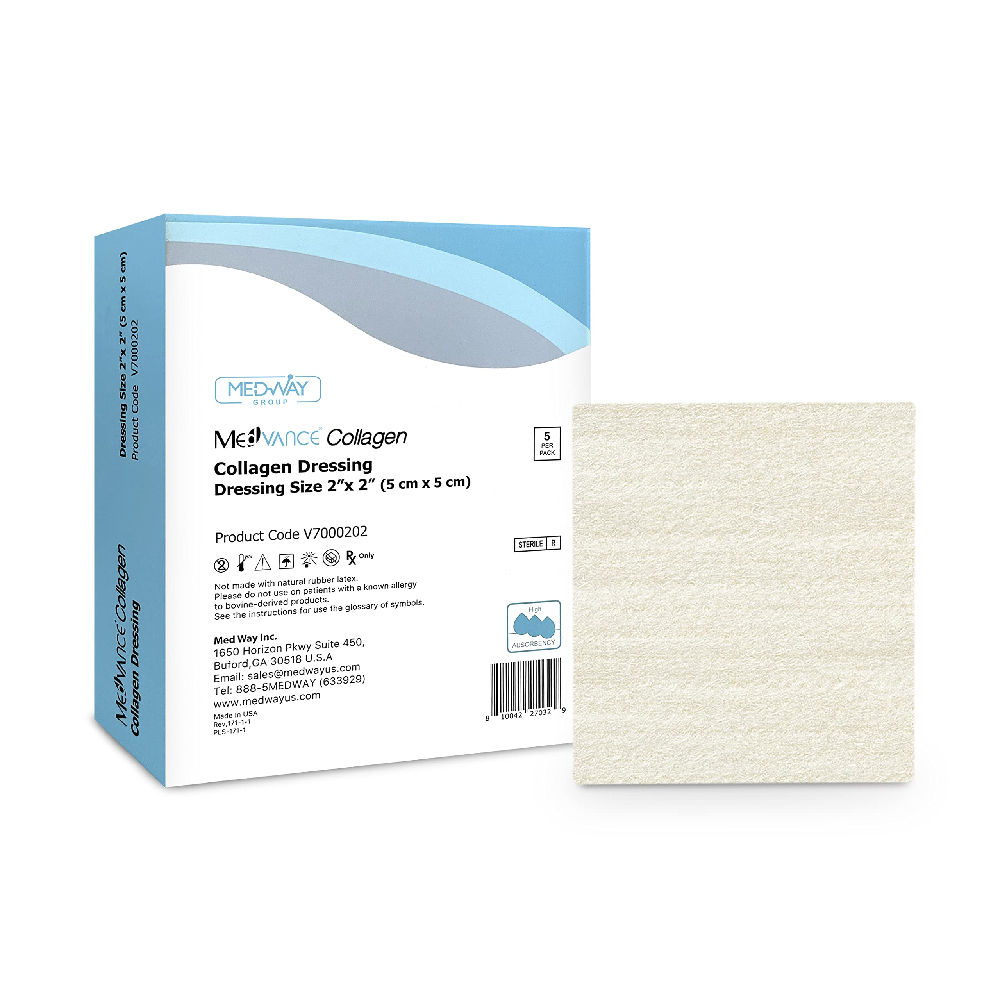 Dressing Size 2”x 2” (5 cm x 5 cm)
Product Code V7000202
MEDVANCE Collagen
Collagen Dressing
MEDWAY
GROUP
MEDVANCE® Collagen
Collagen Dressing
Dressing Size 2”x 2” (5 cm x 5 cm)
5
PER
PACK
Product Code V7000202
STERILE R
2 25°c Rx Only
Not made with natural rubber latex.
Please do not use on patients with a known allergy
to bovine-derived products.
See the instructions for use the glossary of symbols.
High
ABSORBENCY
Med Way Inc.
1650 Horizon Pkwy Suite 450,
Buford,GA 30518 U.S.A
Email: sales@medwayus.com
Tel: 888-5MEDWAY (633929)
www.medwayus.com
Made In USA
Rev,171-1-1
PLS-171-1
8 10042 27032 9